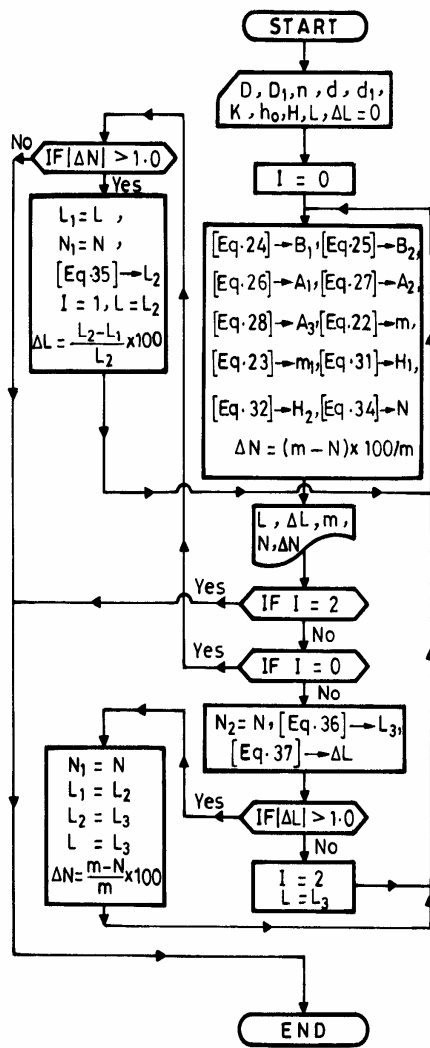 START
D, D₁, n, d, d₁,
K, h₀, H, L, ΔL = 0
I = 0
[Eq.24]→B₁, [Eq.25]→B₂,
[Eq.26]→A₁, [Eq.27]→A₂,
[Eq.28]→A₃, [Eq.22]→m,
[Eq.23]→m₁, [Eq.31]→H₁,
[Eq.32]→H₂, [Eq.34]→N
ΔN = (m − N) × 100/m
L, ΔL, m,
N, ΔN
IF I = 2
Yes
No
IF I = 0
Yes
No
IF |ΔN| > 1.0
No
Yes
L₁ = L ,
N₁ = N ,
[Eq.35]→L₂
I = 1, L = L₂
ΔL = (L₂−L₁)/L₂ × 100
N₂ = N, [Eq.36]→L₃,
[Eq.37]→ΔL
IF |ΔL| > 1.0
Yes
No
N₁ = N
L₁ = L₂
L₂ = L₃
L = L₃
ΔN = (m−N)/m × 100
I = 2
L = L₃
END